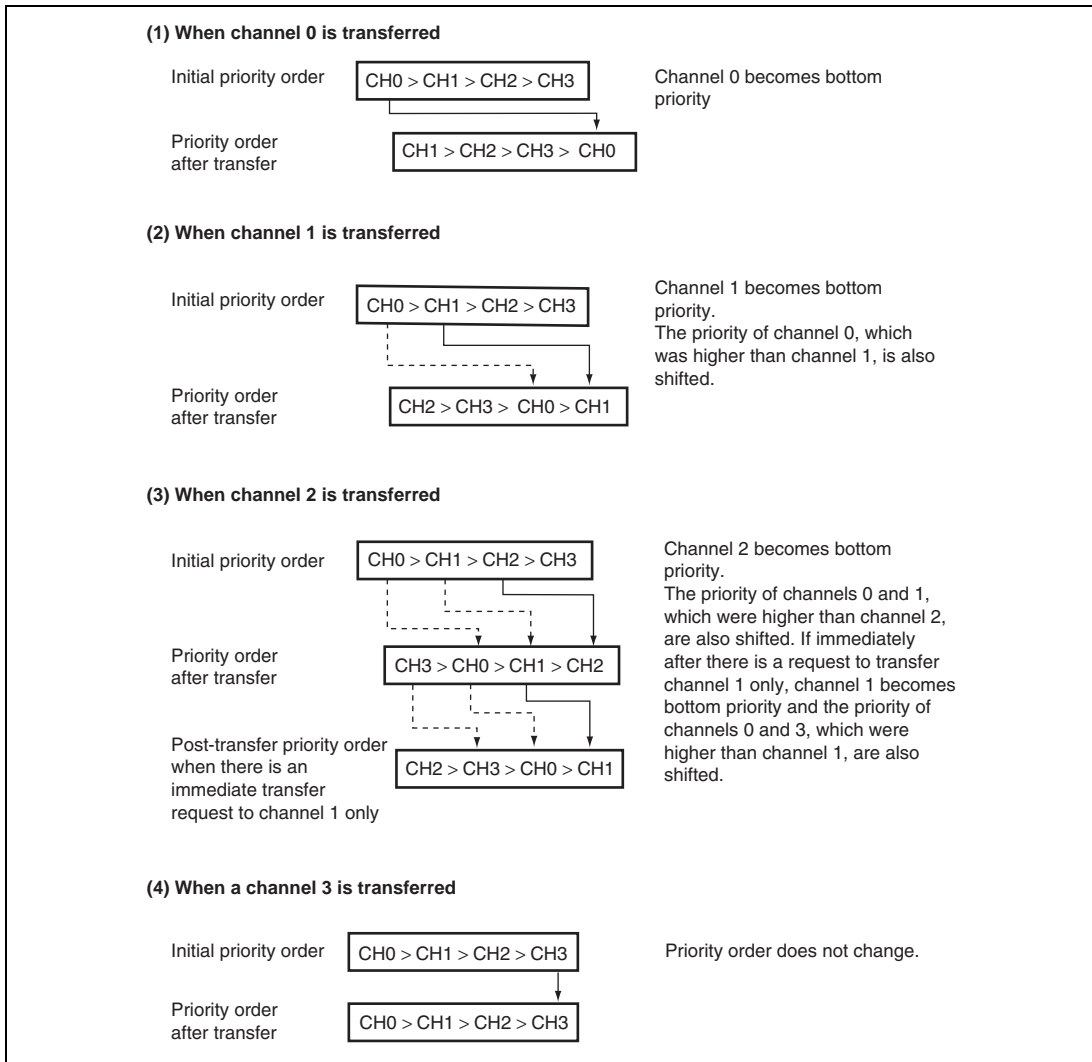 (1) When channel 0 is transferred
Initial priority order
CH0 > CH1 > CH2 > CH3
Channel 0 becomes bottom
priority
Priority order
after transfer
CH1 > CH2 > CH3 > CH0
(2) When channel 1 is transferred
Initial priority order
CH0 > CH1 > CH2 > CH3
Channel 1 becomes bottom
priority.
The priority of channel 0, which
was higher than channel 1, is also
shifted.
Priority order
after transfer
CH2 > CH3 > CH0 > CH1
(3) When channel 2 is transferred
Initial priority order
CH0 > CH1 > CH2 > CH3
Channel 2 becomes bottom
priority.
The priority of channels 0 and 1,
which were higher than channel 2,
are also shifted. If immediately
after there is a request to transfer
channel 1 only, channel 1 becomes
bottom priority and the priority of
channels 0 and 3, which were
higher than channel 1, are also
shifted.
Priority order
after transfer
CH3 > CH0 > CH1 > CH2
Post-transfer priority order
when there is an
immediate transfer
request to channel 1 only
CH2 > CH3 > CH0 > CH1
(4) When a channel 3 is transferred
Initial priority order
CH0 > CH1 > CH2 > CH3
Priority order does not change.
Priority order
after transfer
CH0 > CH1 > CH2 > CH3